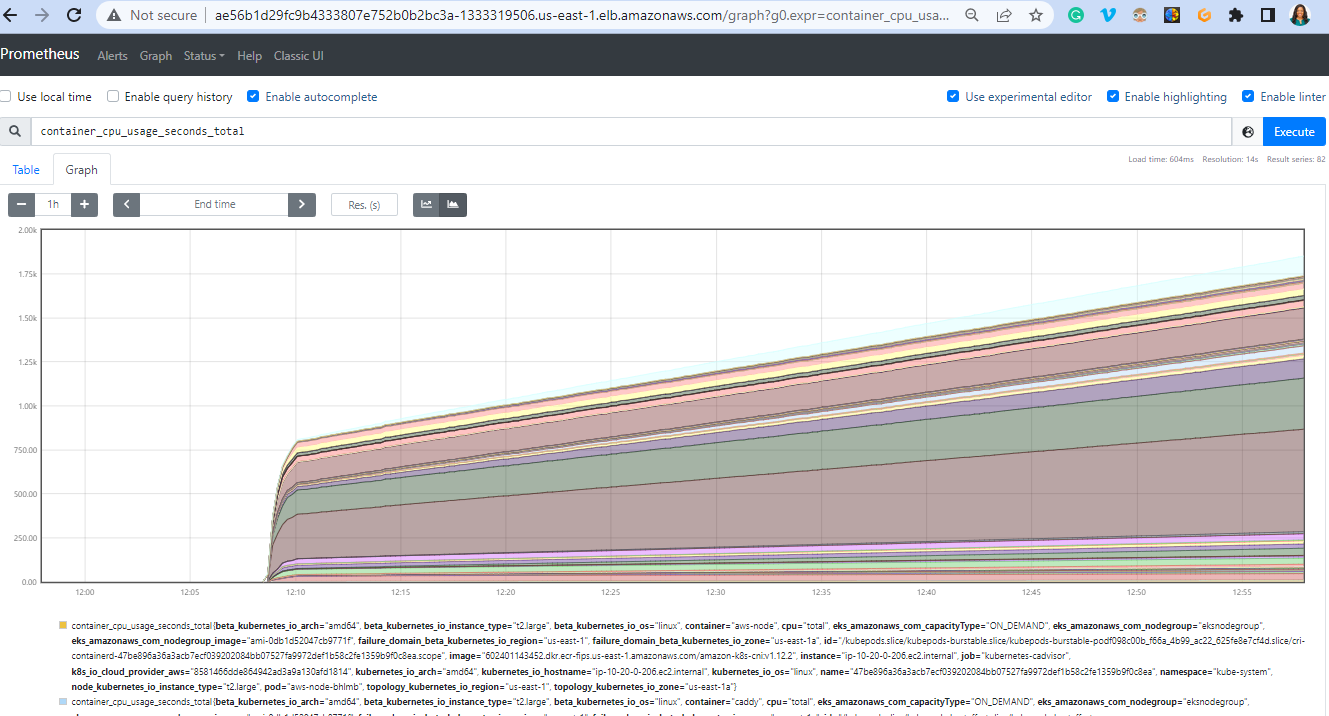 Not secure ae56b1d29fc9b4333807e752b0b2bc3a-1333319506.us-east-1.elb.amazonaws.com/graph?g0.expr=container_cpu_usa...
Prometheus Alerts Graph Status Help Classic UI
Use local time Enable query history Enable autocomplete Use experimental editor Enable highlighting Enable linter
container_cpu_usage_seconds_total Execute
Load time: 604ms Resolution: 14s Result series: 82
Table Graph
− 1h + < End time > Res. (s)
2.00k
1.75k
1.50k
1.25k
1.00k
750.00
500.00
250.00
0.00
12:00 12:05 12:10 12:15 12:20 12:25 12:30 12:35 12:40 12:45 12:50 12:55
container_cpu_usage_seconds_total{beta_kubernetes_io_arch="amd64", beta_kubernetes_io_instance_type="t2.large", beta_kubernetes_io_os="linux", container="aws-node", cpu="total", eks_amazonaws_com_capacityType="ON_DEMAND", eks_amazonaws_com_nodegroup="eksnodegroup",
eks_amazonaws_com_nodegroup_image="ami-0db1d52047cb9771f", failure_domain_beta_kubernetes_io_region="us-east-1", failure_domain_beta_kubernetes_io_zone="us-east-1a", id="/kubepods.slice/kubepods-burstable.slice/kubepods-burstable-podf098c00b_f66a_4b99_ac22_625fe8e7cf4d.slice/cri-
containerd-47be896a36a3acb7ecf039202084bb07527fa9972def1b58c2fe1359b9f0c8ea.scope", image="602401143452.dkr.ecr-fips.us-east-1.amazonaws.com/amazon-k8s-cni:v1.12.2", instance="ip-10-20-0-206.ec2.internal", job="kubernetes-cadvisor",
k8s_io_cloud_provider_aws="8581466dde864942ad3a9a130afd1814", kubernetes_io_arch="amd64", kubernetes_io_hostname="ip-10-20-0-206.ec2.internal", kubernetes_io_os="linux", name="47be896a36a3acb7ecf039202084bb07527fa9972def1b58c2fe1359b9f0c8ea", namespace="kube-system",
node_kubernetes_io_instance_type="t2.large", pod="aws-node-bhlmb", topology_kubernetes_io_region="us-east-1", topology_kubernetes_io_zone="us-east-1a"}
container_cpu_usage_seconds_total{beta_kubernetes_io_arch="amd64", beta_kubernetes_io_instance_type="t2.large", beta_kubernetes_io_os="linux", container="caddy", cpu="total", eks_amazonaws_com_capacityType="ON_DEMAND", eks_amazonaws_com_nodegroup="eksnodegroup",